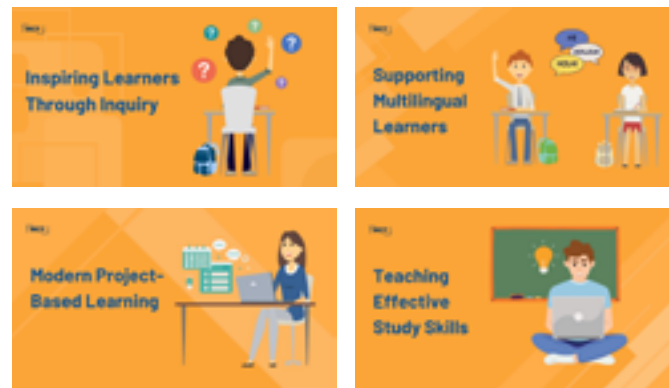 Inspiring Learners
Through Inquiry
Supporting
Multilingual
Learners
Modern Project-
Based Learning
Teaching
Effective
Study Skills